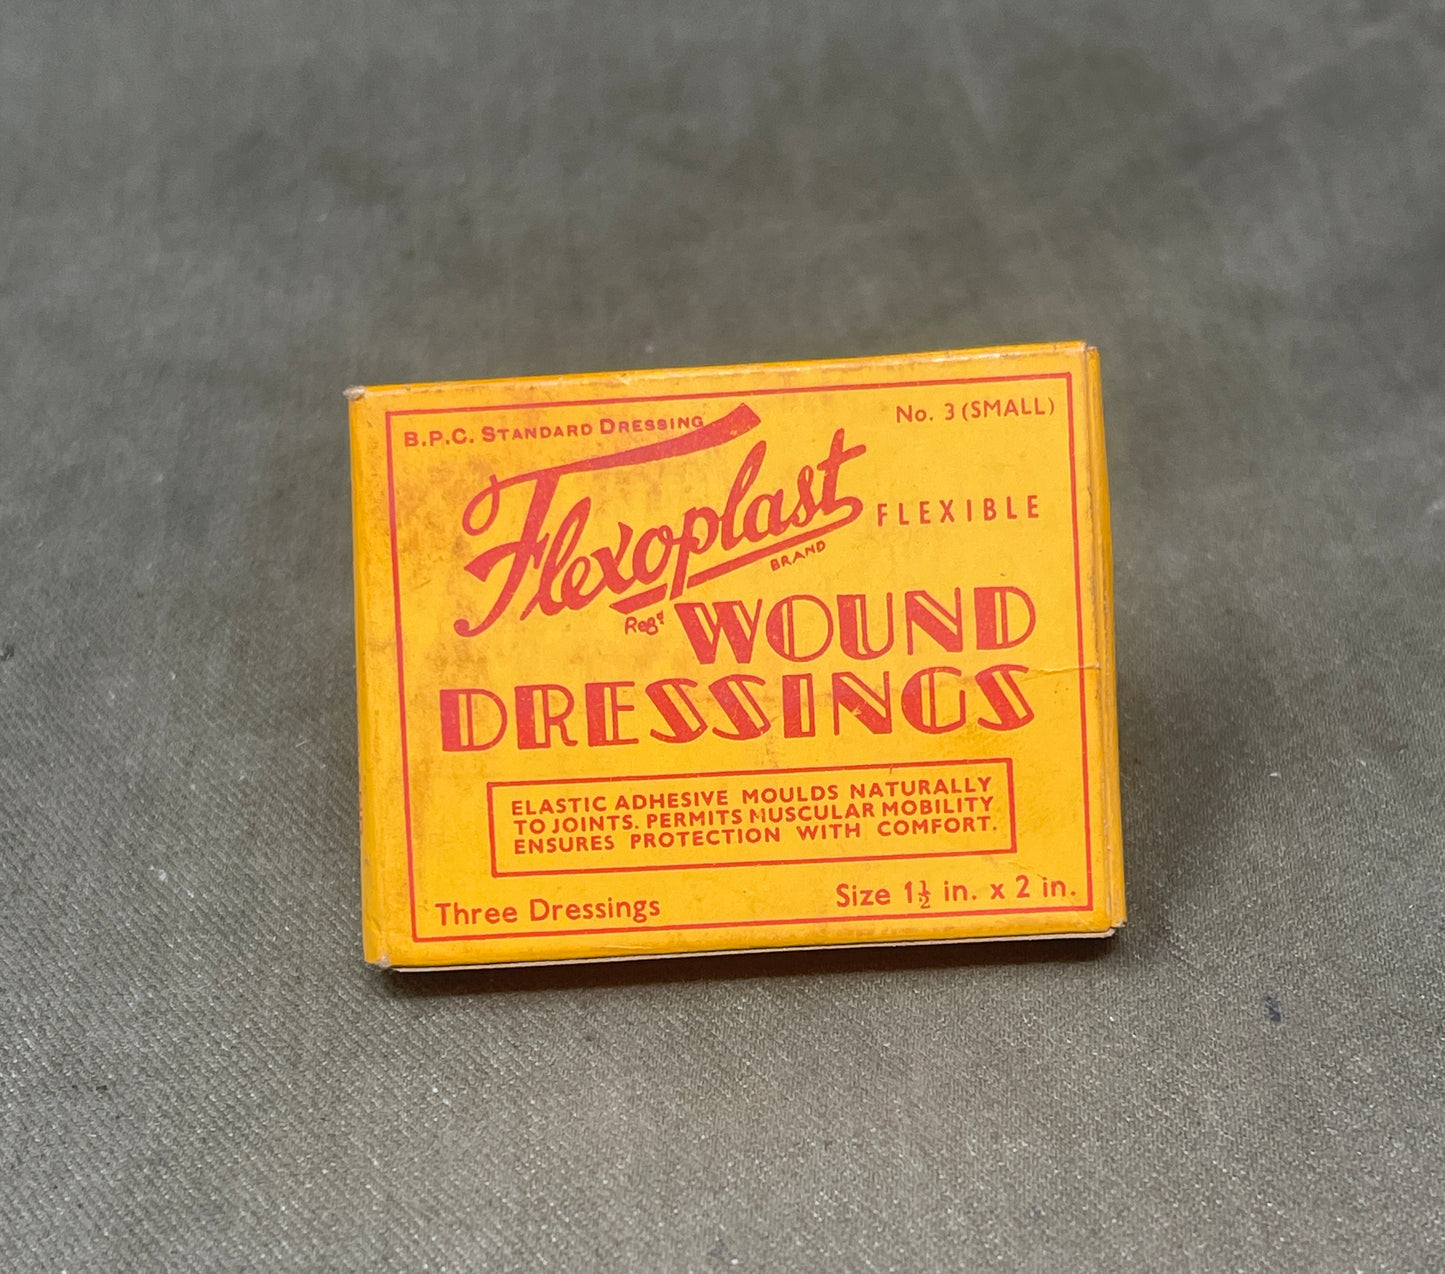 B.P.C. STANDARD DRESSING
No. 3 (SMALL)
Flexoplast
FLEXIBLE
BRAND
Regd
WOUND
DRESSINGS
ELASTIC ADHESIVE MOULDS NATURALLY
TO JOINTS. PERMITS MUSCULAR MOBILITY
ENSURES PROTECTION WITH COMFORT.
Three Dressings
Size 1½ in. x 2 in.